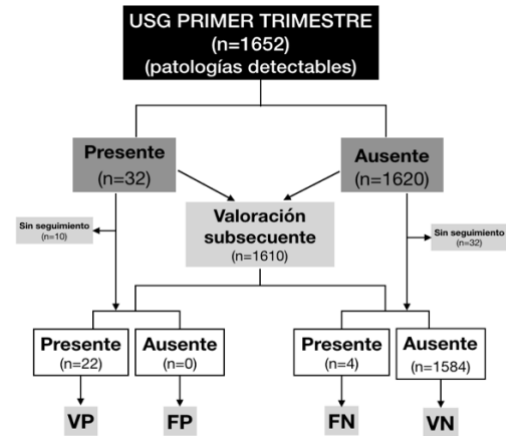 USG PRIMER TRIMESTRE
(n=1652)
(patologías detectables)
Presente
(n=32)
Ausente
(n=1620)
Sin seguimiento
(n=10)
Valoración
subsecuente
(n=1610)
Sin seguimiento
(n=32)
Presente
(n=22)
Ausente
(n=0)
Presente
(n=4)
Ausente
(n=1584)
VP
FP
FN
VN